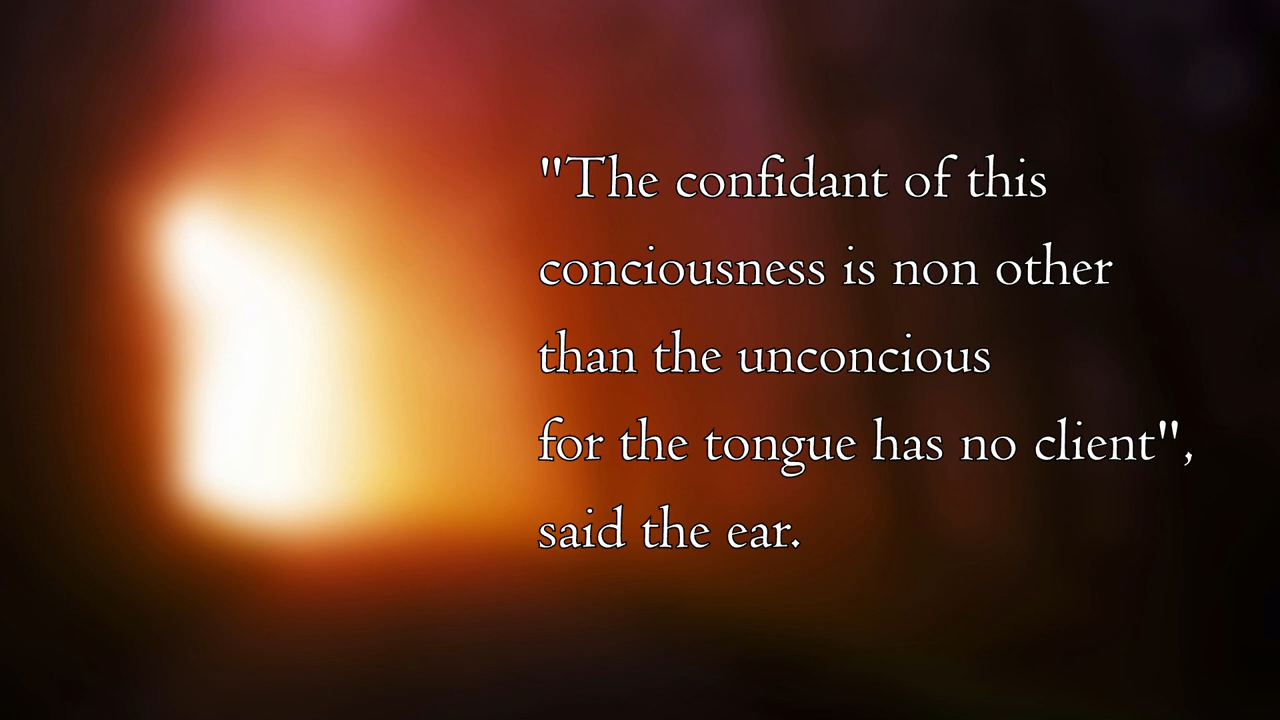 "The confidant of this
conciousness is non other
than the unconcious
for the tongue has no client",
said the ear.